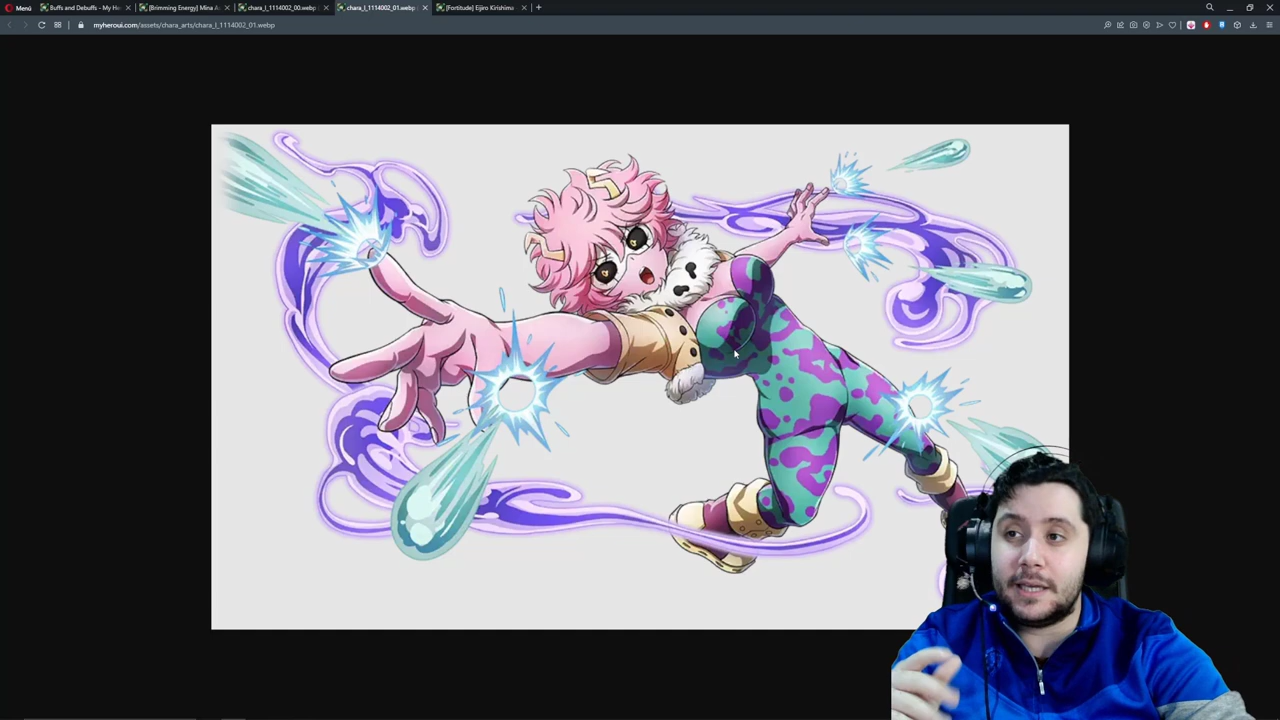 Menú
Buffs and Debuffs - My He
[Brimming Energy] Mina A
chara_l_1114002_00.webp
chara_l_1114002_01.webp
[Fortitude] Eijiro Kirishima
myheroui.com/assets/chara_arts/chara_l_1114002_01.webp